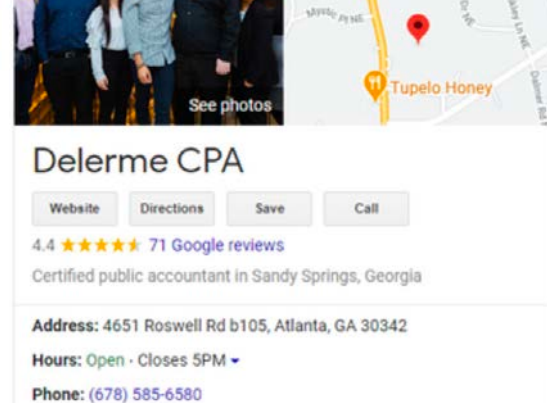 See photos
Mystic Pl NE
Dr NE
Tupelo Honey
Delerme CPA
Website Directions Save Call
4.4 71 Google reviews
Certified public accountant in Sandy Springs, Georgia
Address: 4651 Roswell Rd b105, Atlanta, GA 30342
Hours: Open · Closes 5PM
Phone: (678) 585-6580